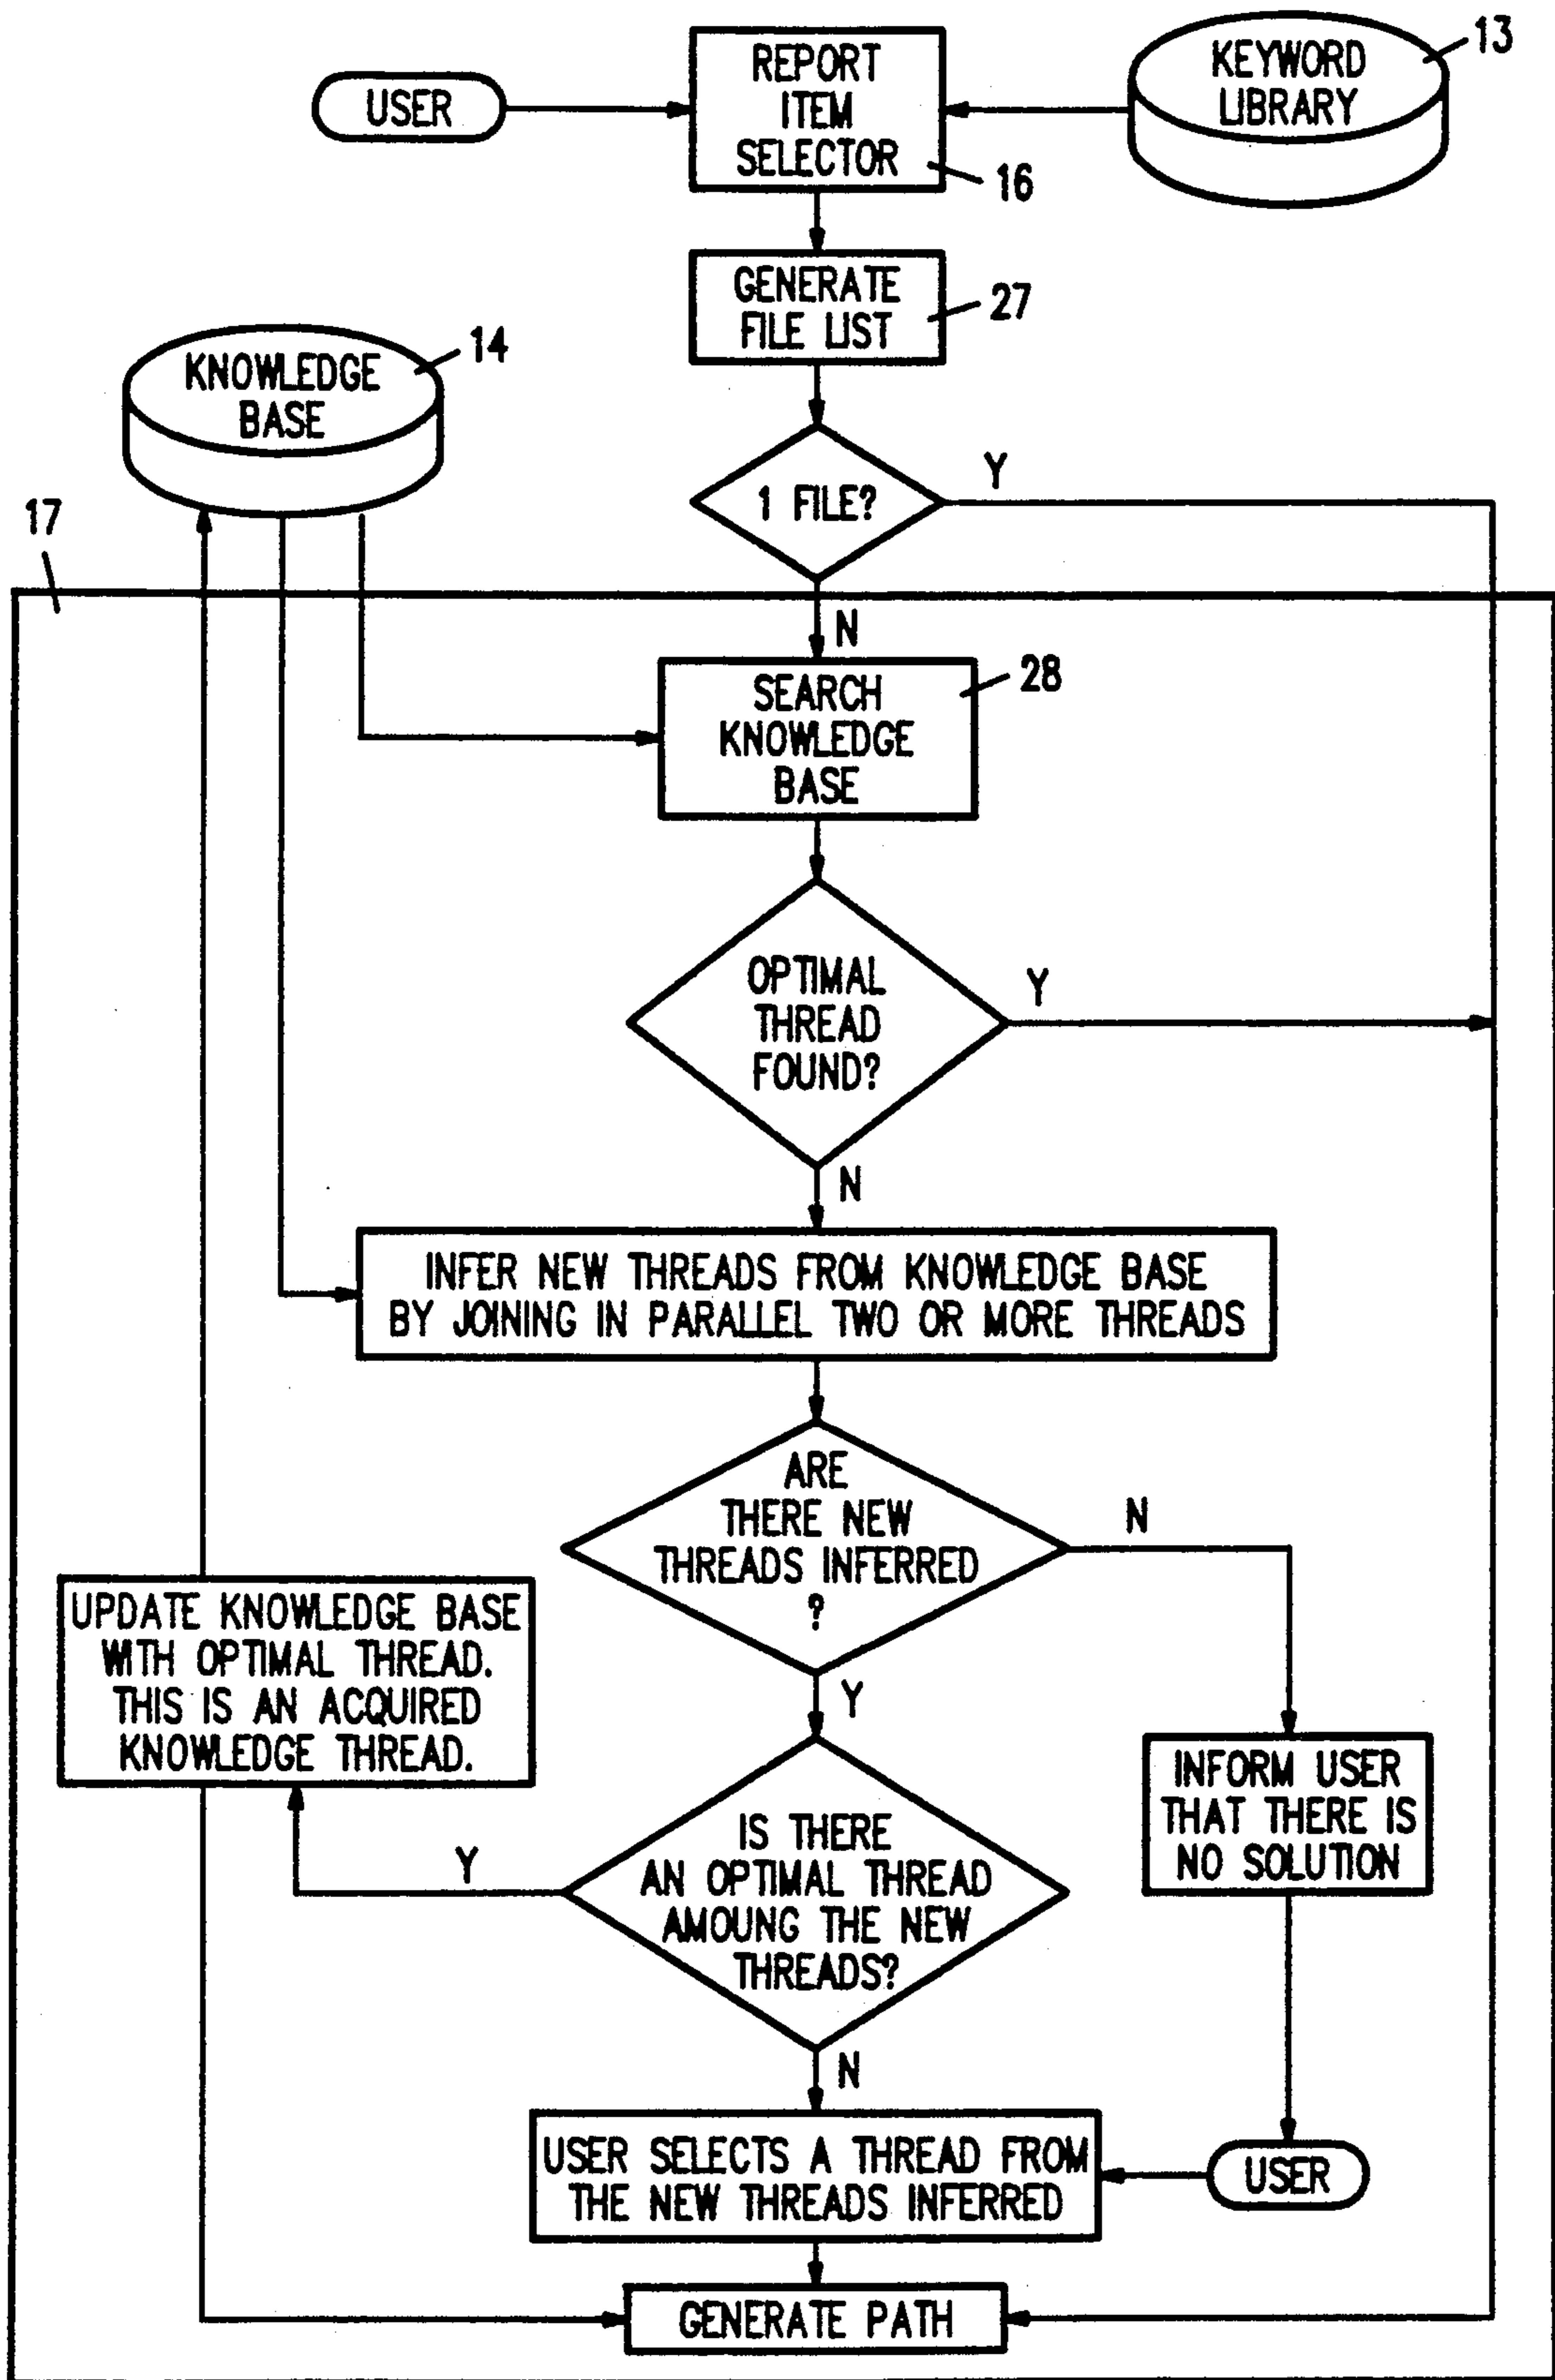 USER
REPORT
ITEM
SELECTOR
16
KEYWORD
LIBRARY
13
GENERATE
FILE LIST
27
KNOWLEDGE
BASE
14
1 FILE?
Y
17
N
SEARCH
KNOWLEDGE
BASE
28
OPTIMAL
THREAD
FOUND?
Y
N
INFER NEW THREADS FROM KNOWLEDGE BASE
BY JOINING IN PARALLEL TWO OR MORE THREADS
ARE
THERE NEW
THREADS INFERRED
?
N
Y
UPDATE KNOWLEDGE BASE
WITH OPTIMAL THREAD.
THIS IS AN ACQUIRED
KNOWLEDGE THREAD.
INFORM USER
THAT THERE IS
NO SOLUTION
IS THERE
AN OPTIMAL THREAD
AMOUNG THE NEW
THREADS?
Y
N
USER SELECTS A THREAD FROM
THE NEW THREADS INFERRED
USER
GENERATE PATH